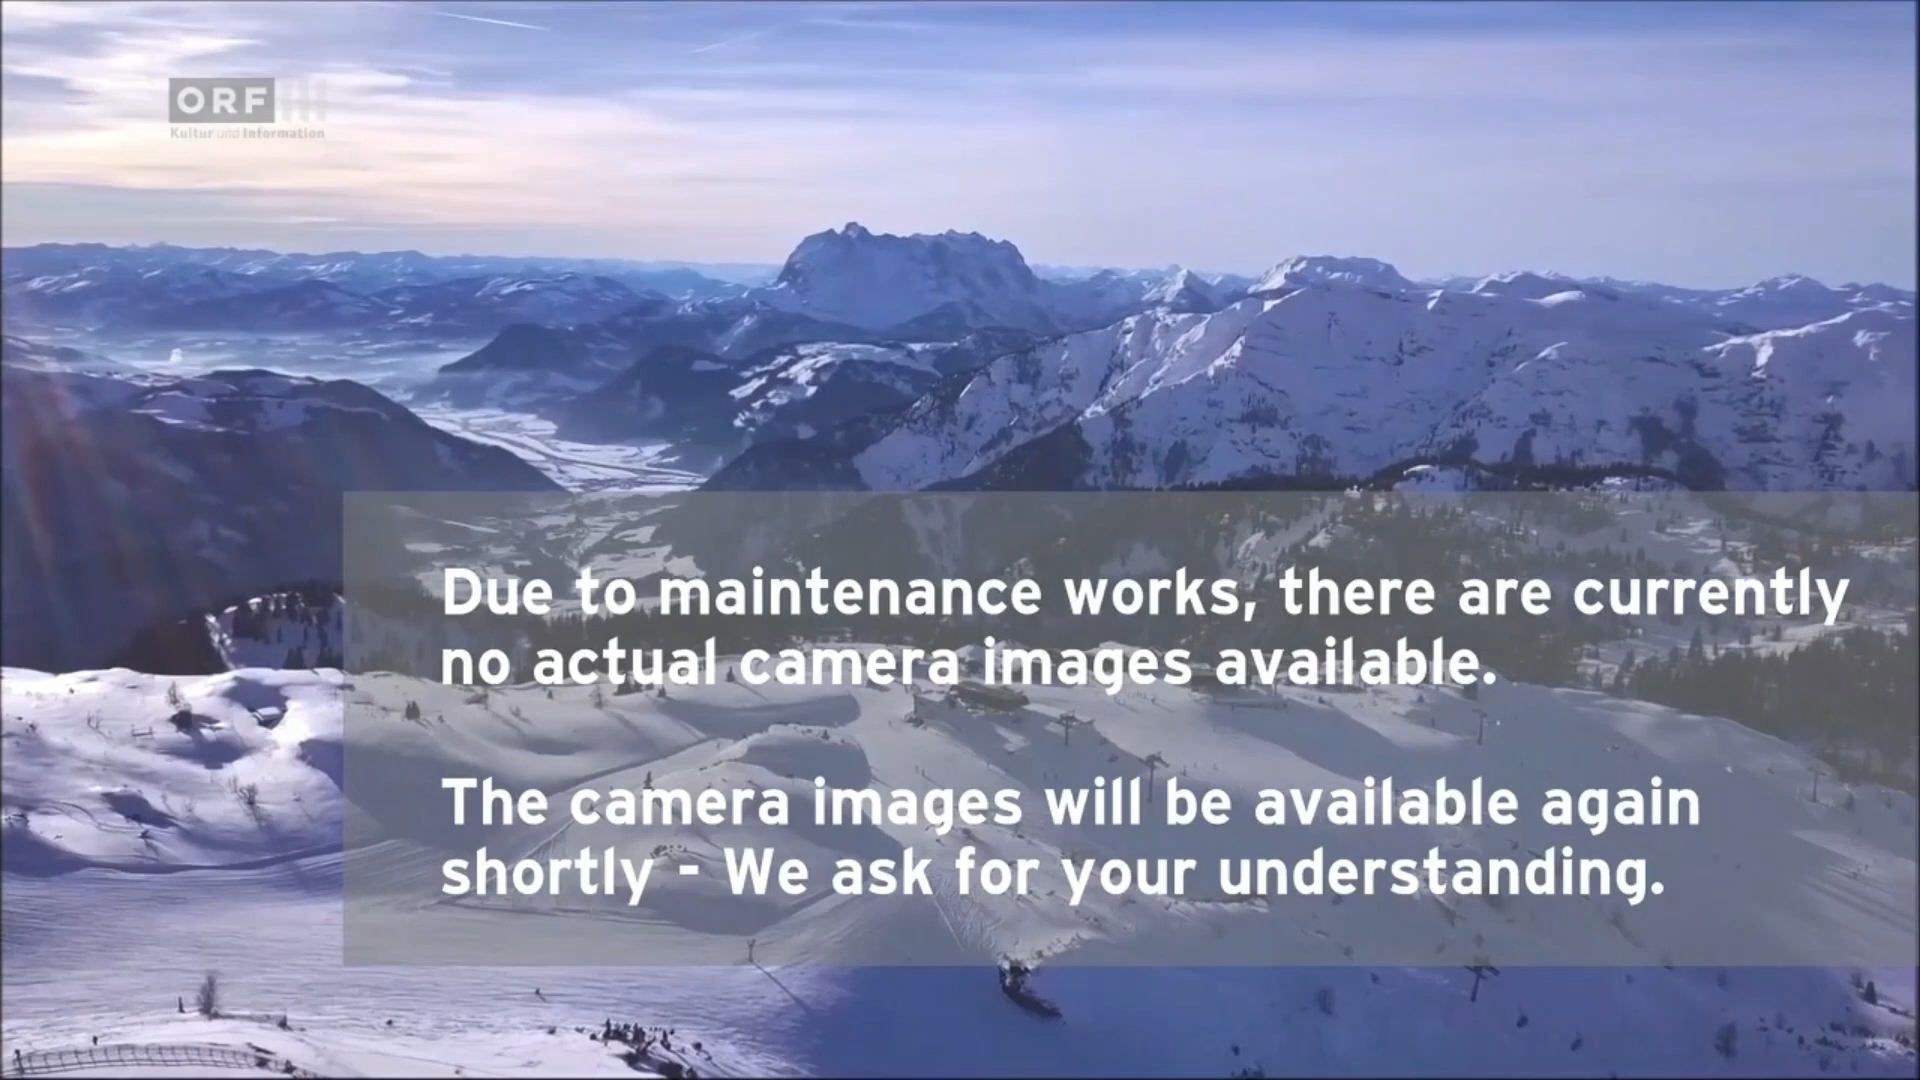 ORF III
Kultur und Information
Due to maintenance works, there are currently
no actual camera images available.
The camera images will be available again
shortly - We ask for your understanding.